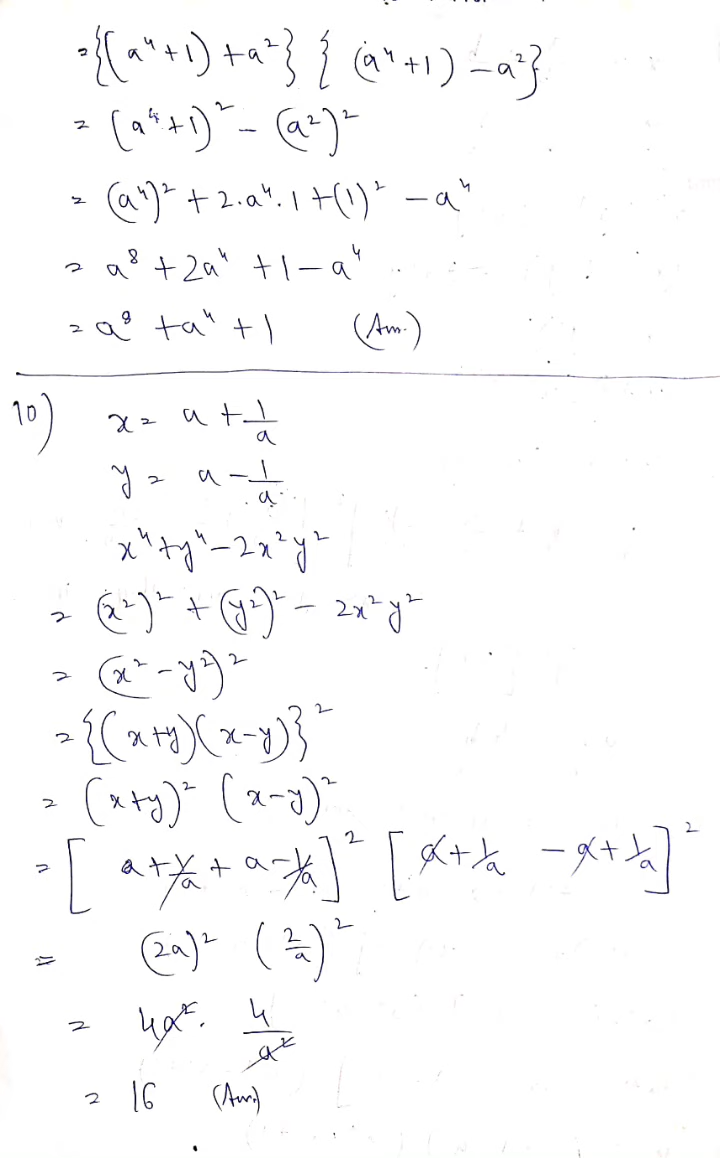 ={(a⁴+1)+a²} {(a⁴+1)-a²}
= (a⁴+1)² - (a²)²
= (a⁴)² + 2.a⁴.1+(1)² - a⁴
= a⁸ + 2a⁴ + 1 - a⁴
= a⁸ + a⁴ + 1 (Ans.)
10) x = a + 1/a
y = a - 1/a
x⁴+y⁴-2x²y²
= (x²)² + (y²)² - 2x²y²
= (x²-y²)²
={(x+y)(x-y)}²
= (x+y)² (x-y)²
=[a+1/a+a-1/a]² [a+1/a -a+1/a]²
= (2a)² (2/a)²
= 4a². 4/a²
= 16 (Ans)